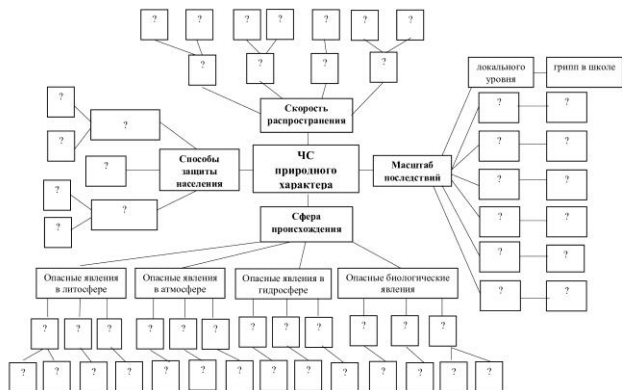 ? ? ? ? ? ? ?
? ? ? ?
Скорость
распространения
локального
уровня
грипп в школе
? ?
? ?
? ?
? ?
? ?
? ?
Масштаб
последствий
ЧС
природного
характера
Способы
защиты
населения
?
?
?
?
?
?
?
Сфера
происхождения
Опасные явления
в литосфере
Опасные явления
в атмосфере
Опасные явления в
гидросфере
Опасные биологические
явления
? ? ? ? ? ? ? ? ? ? ? ?
? ? ? ? ? ? ? ? ? ? ? ? ? ?